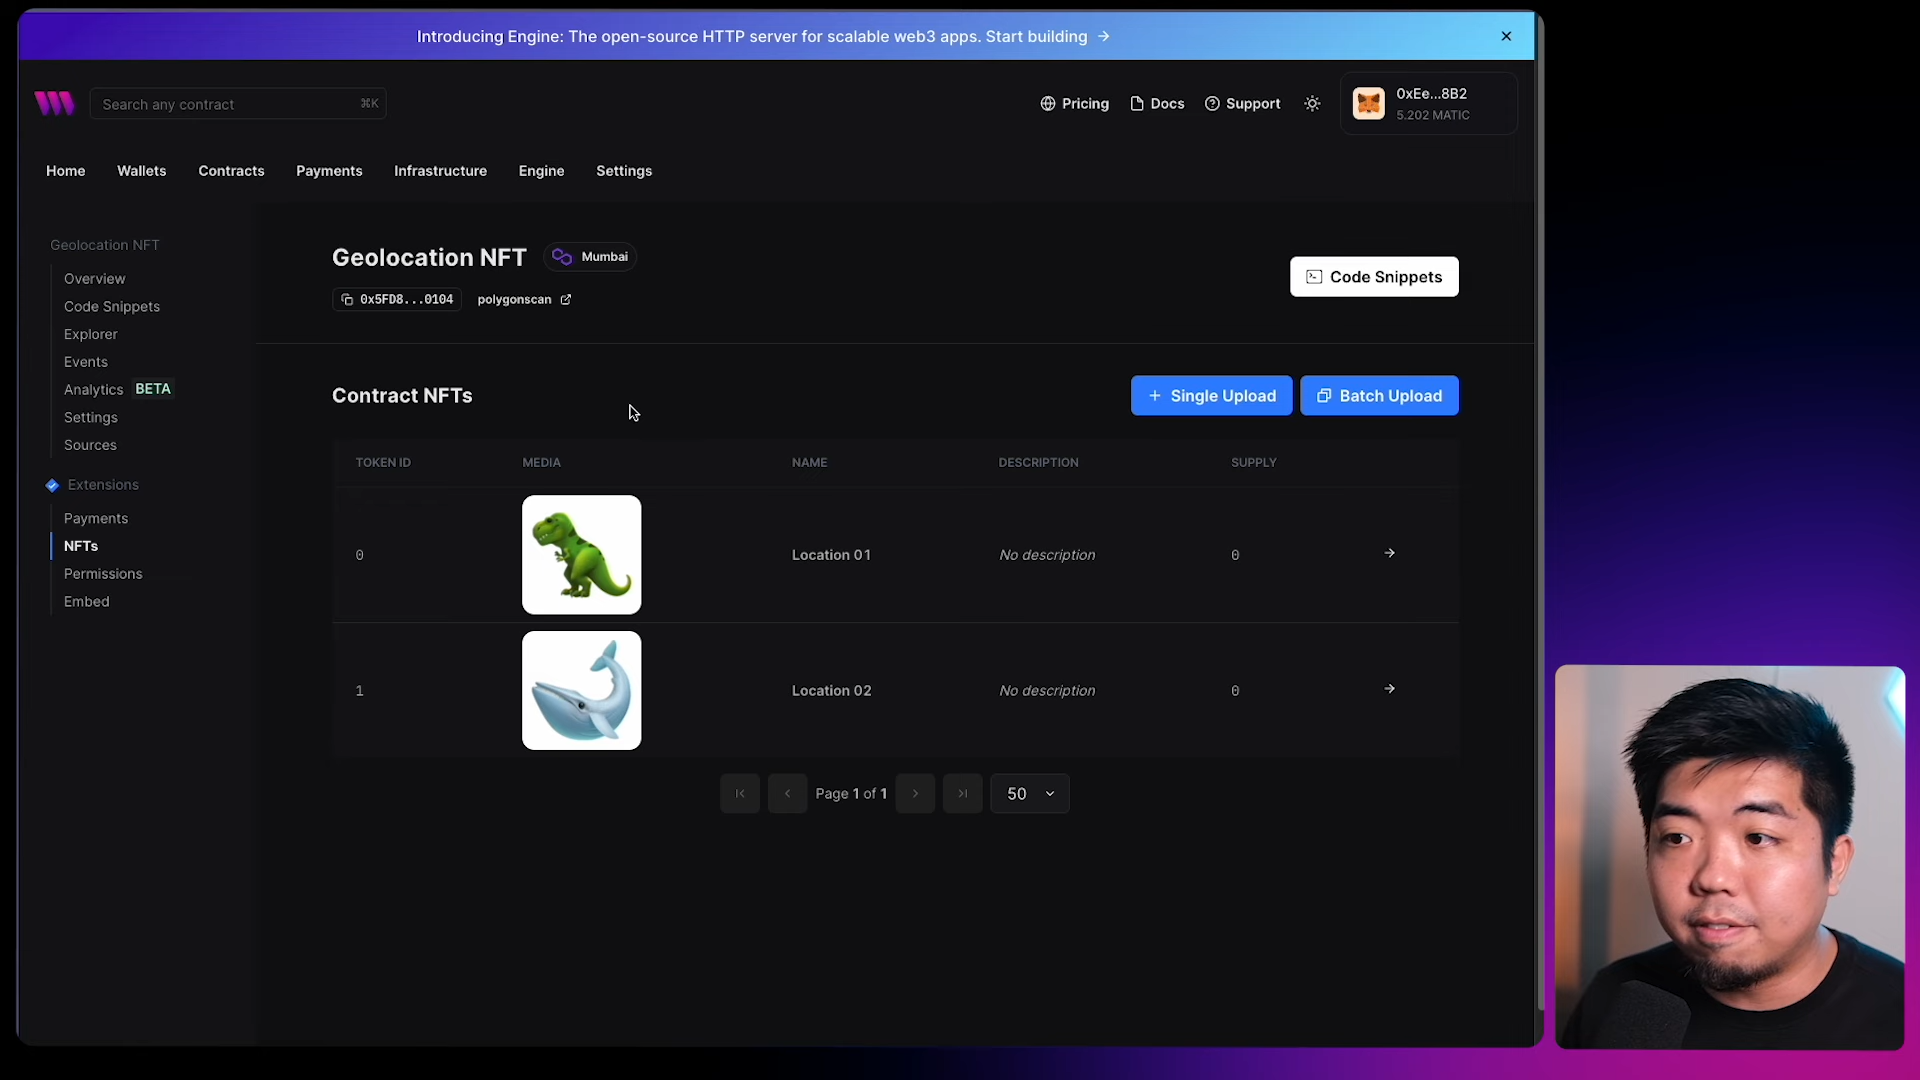 Introducing Engine: The open-source HTTP server for scalable web3 apps. Start building →
Search any contract ⌘K
Pricing
Docs
Support
0xEe...8B2
5.202 MATIC
Home Wallets Contracts Payments Infrastructure Engine Settings
Geolocation NFT
Overview
Code Snippets
Explorer
Events
Analytics BETA
Settings
Sources
Extensions
Payments
NFTs
Permissions
Embed
Geolocation NFT Mumbai
0x5FD8...0104 polygonscan
Code Snippets
Contract NFTs
+ Single Upload
Batch Upload
TOKEN ID MEDIA NAME DESCRIPTION SUPPLY
0 Location 01 No description 0 →
1 Location 02 No description 0 →
Page 1 of 1
50